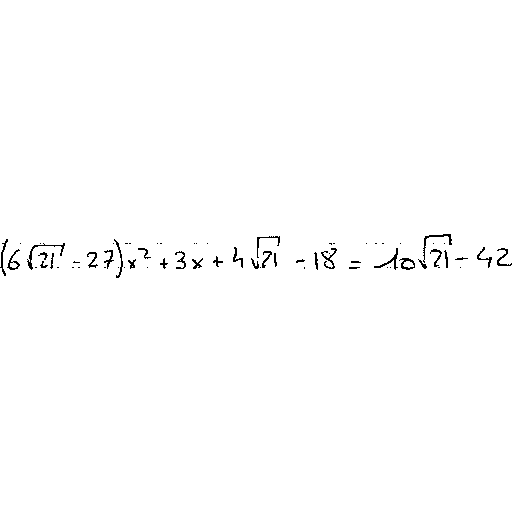 (6√21 - 27)x² + 3x + 4√21 - 18 = 10√21 - 42